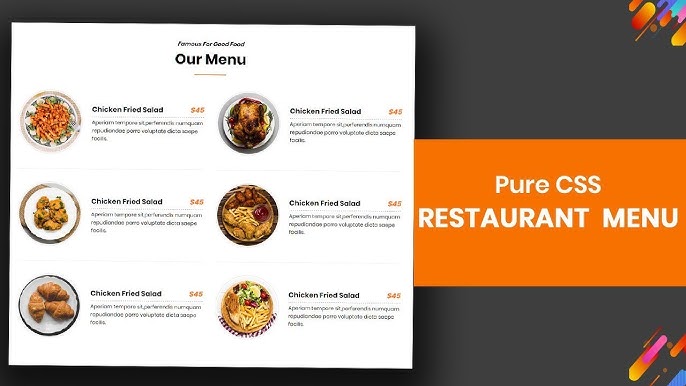 Famous For Good Food
Our Menu
Chicken Fried Salad $45
Aperiam tempore sit,perferendis numquam
repudiandae porro voluptate dicta saepe
facilis.
Chicken Fried Salad $45
Aperiam tempore sit,perferendis numquam
repudiandae porro voluptate dicta saepe
facilis.
Chicken Fried Salad $45
Aperiam tempore sit,perferendis numquam
repudiandae porro voluptate dicta saepe
facilis.
Chicken Fried Salad $45
Aperiam tempore sit,perferendis numquam
repudiandae porro voluptate dicta saepe
facilis.
Chicken Fried Salad $45
Aperiam tempore sit,perferendis numquam
repudiandae porro voluptate dicta saepe
facilis.
Chicken Fried Salad $45
Aperiam tempore sit,perferendis numquam
repudiandae porro voluptate dicta saepe
facilis.
Pure CSS
RESTAURANT MENU